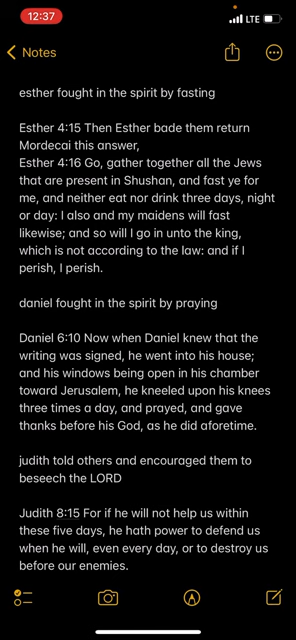 12:37
LTE
Notes
esther fought in the spirit by fasting
Esther 4:15 Then Esther bade them return
Mordecai this answer,
Esther 4:16 Go, gather together all the Jews
that are present in Shushan, and fast ye for
me, and neither eat nor drink three days, night
or day: I also and my maidens will fast
likewise; and so will I go in unto the king,
which is not according to the law: and if I
perish, I perish.
daniel fought in the spirit by praying
Daniel 6:10 Now when Daniel knew that the
writing was signed, he went into his house;
and his windows being open in his chamber
toward Jerusalem, he kneeled upon his knees
three times a day, and prayed, and gave
thanks before his God, as he did aforetime.
judith told others and encouraged them to
beseech the LORD
Judith 8:15 For if he will not help us within
these five days, he hath power to defend us
when he will, even every day, or to destroy us
before our enemies.